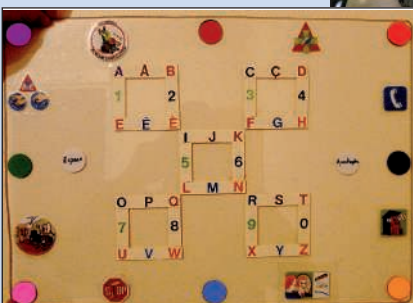 A Â B C Ç D
1 2 3 4
E Ê È F G H
I J K
5 6
L M N
O P Q R S T
7 8 9 0
U V W X Y Z
STOP